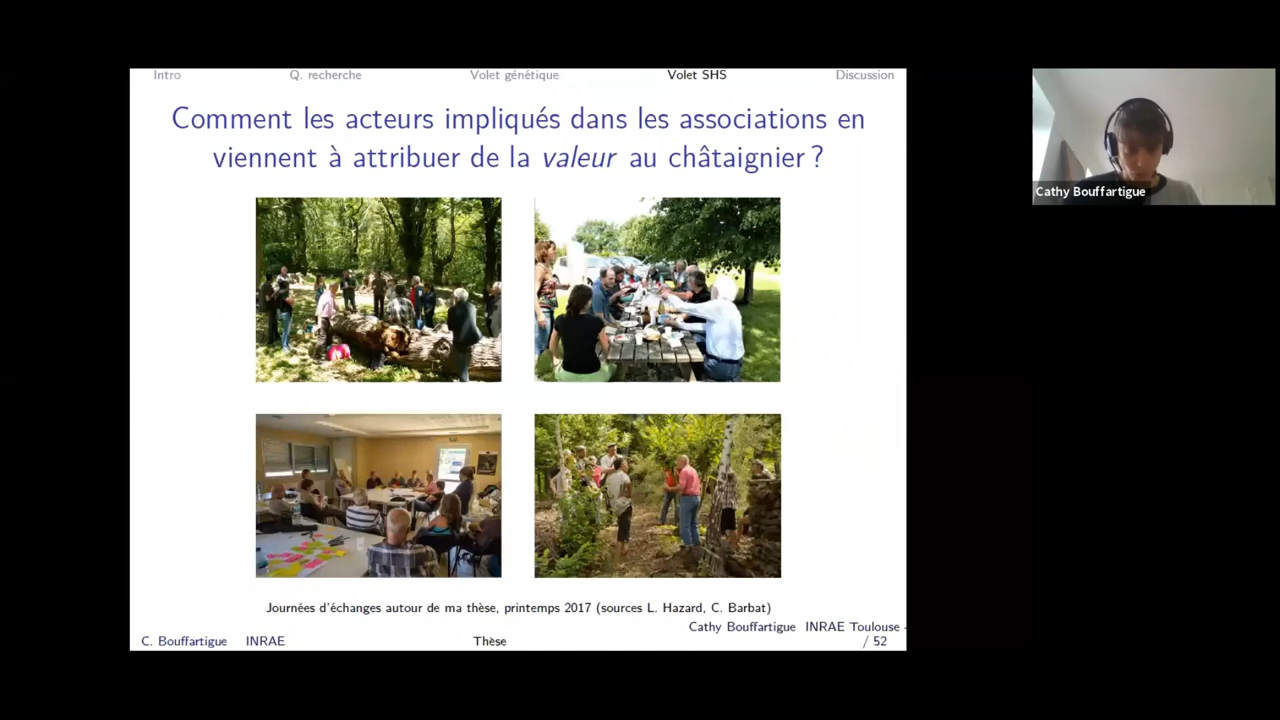 Intro Q. recherche Volet génétique Volet SHS Discussion
Comment les acteurs impliqués dans les associations en
viennent à attribuer de la valeur au châtaignier ?
Journées d'échanges autour de ma thèse, printemps 2017 (sources L. Hazard, C. Barbat)
Cathy Bouffartigue INRAE Toulouse -
C. Bouffartigue INRAE Thèse / 52
Cathy Bouffartigue